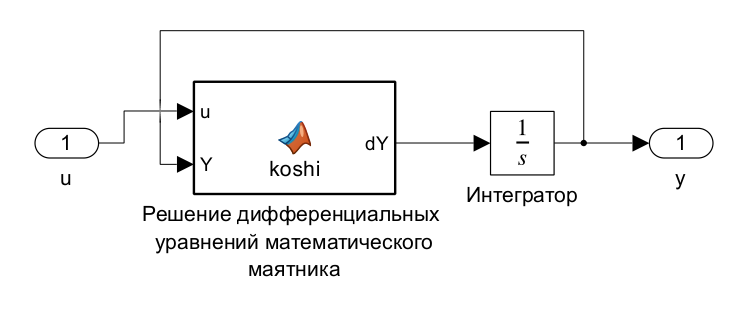 1
u
u
Y
koshi
dY
Решение дифференциальных
уравнений математического
маятника
1
s
Интегратор
1
y